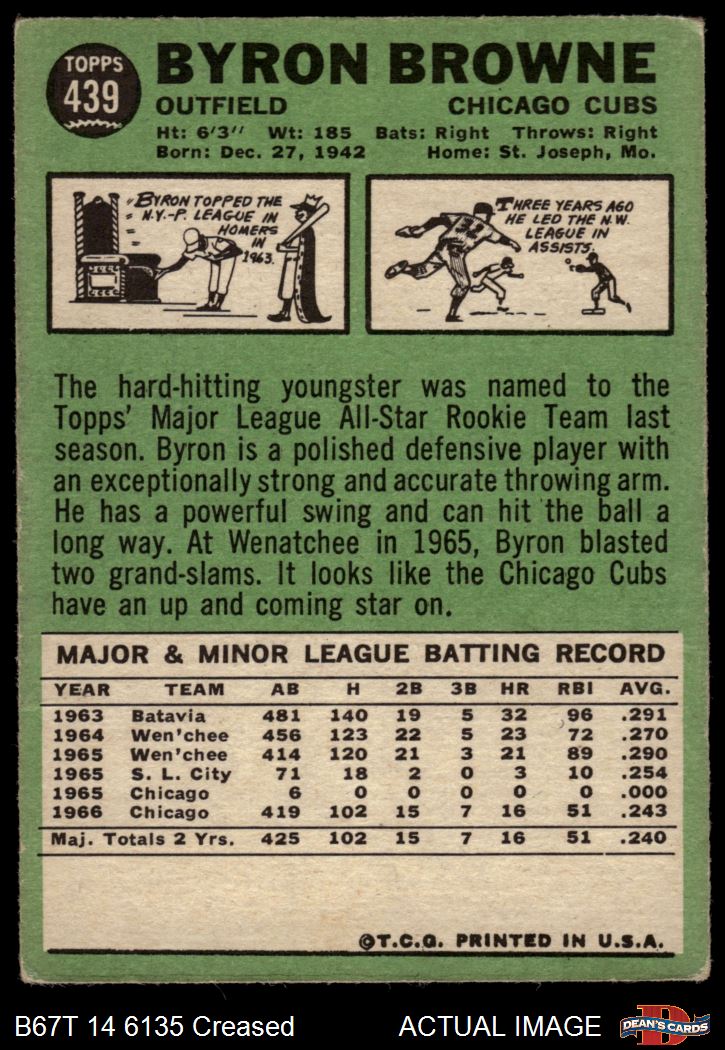 TOPPS
439
BYRON BROWNE
OUTFIELD CHICAGO CUBS
Ht: 6'3" Wt: 185 Bats: Right Throws: Right
Born: Dec. 27, 1942 Home: St. Joseph, Mo.
BYRON TOPPED THE
N.Y.-P. LEAGUE IN
HOMERS
IN
1963.
THREE YEARS AGO
HE LED THE N.W.
LEAGUE IN
ASSISTS.
The hard-hitting youngster was named to the
Topps' Major League All-Star Rookie Team last
season. Byron is a polished defensive player with
an exceptionally strong and accurate throwing arm.
He has a powerful swing and can hit the ball a
long way. At Wenatchee in 1965, Byron blasted
two grand-slams. It looks like the Chicago Cubs
have an up and coming star on.
MAJOR & MINOR LEAGUE BATTING RECORD
YEAR TEAM AB H 2B 3B HR RBI AVG.
1963 Batavia 481 140 19 5 32 96 .291
1964 Wen'chee 456 123 22 5 23 72 .270
1965 Wen'chee 414 120 21 3 21 89 .290
1965 S. L. City 71 18 2 0 3 10 .254
1965 Chicago 6 0 0 0 0 0 .000
1966 Chicago 419 102 15 7 16 51 .243
Maj. Totals 2 Yrs. 425 102 15 7 16 51 .240
©T.C.G. PRINTED IN U.S.A.
B67T 14 6135 Creased ACTUAL IMAGE
DEAN'S CARDS